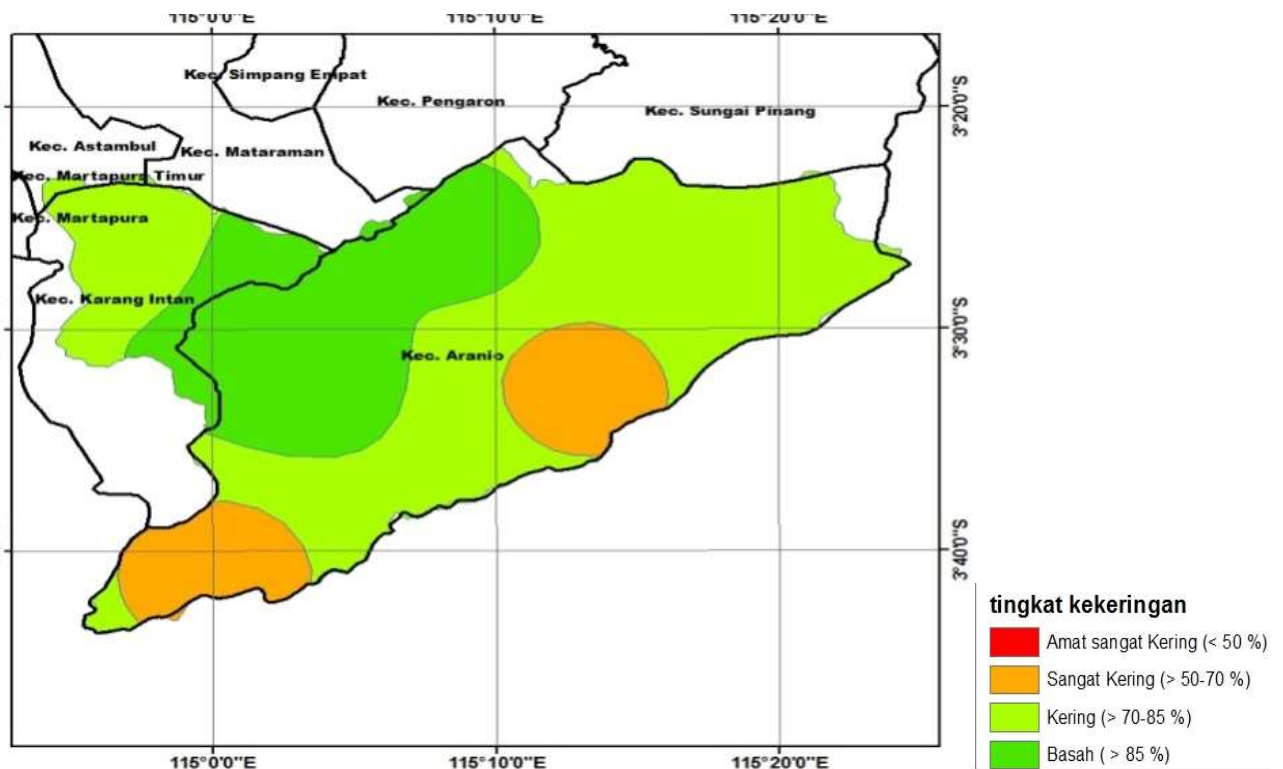 115°0'0"E 115°10'0"E 115°20'0"E
Kec. Simpang Empat
Kec. Pengaron
Kec. Sungai Pinang
3°20'0"S
Kec. Astambul
Kec. Mataraman
Kec. Martapura Timur
Kec. Martapura
Kec. Karang Intan
3°30'0"S
Kec. Aranio
3°40'0"S
115°0'0"E 115°10'0"E 115°20'0"E
tingkat kekeringan
Amat sangat Kering (< 50 %)
Sangat Kering (> 50-70 %)
Kering (> 70-85 %)
Basah ( > 85 %)